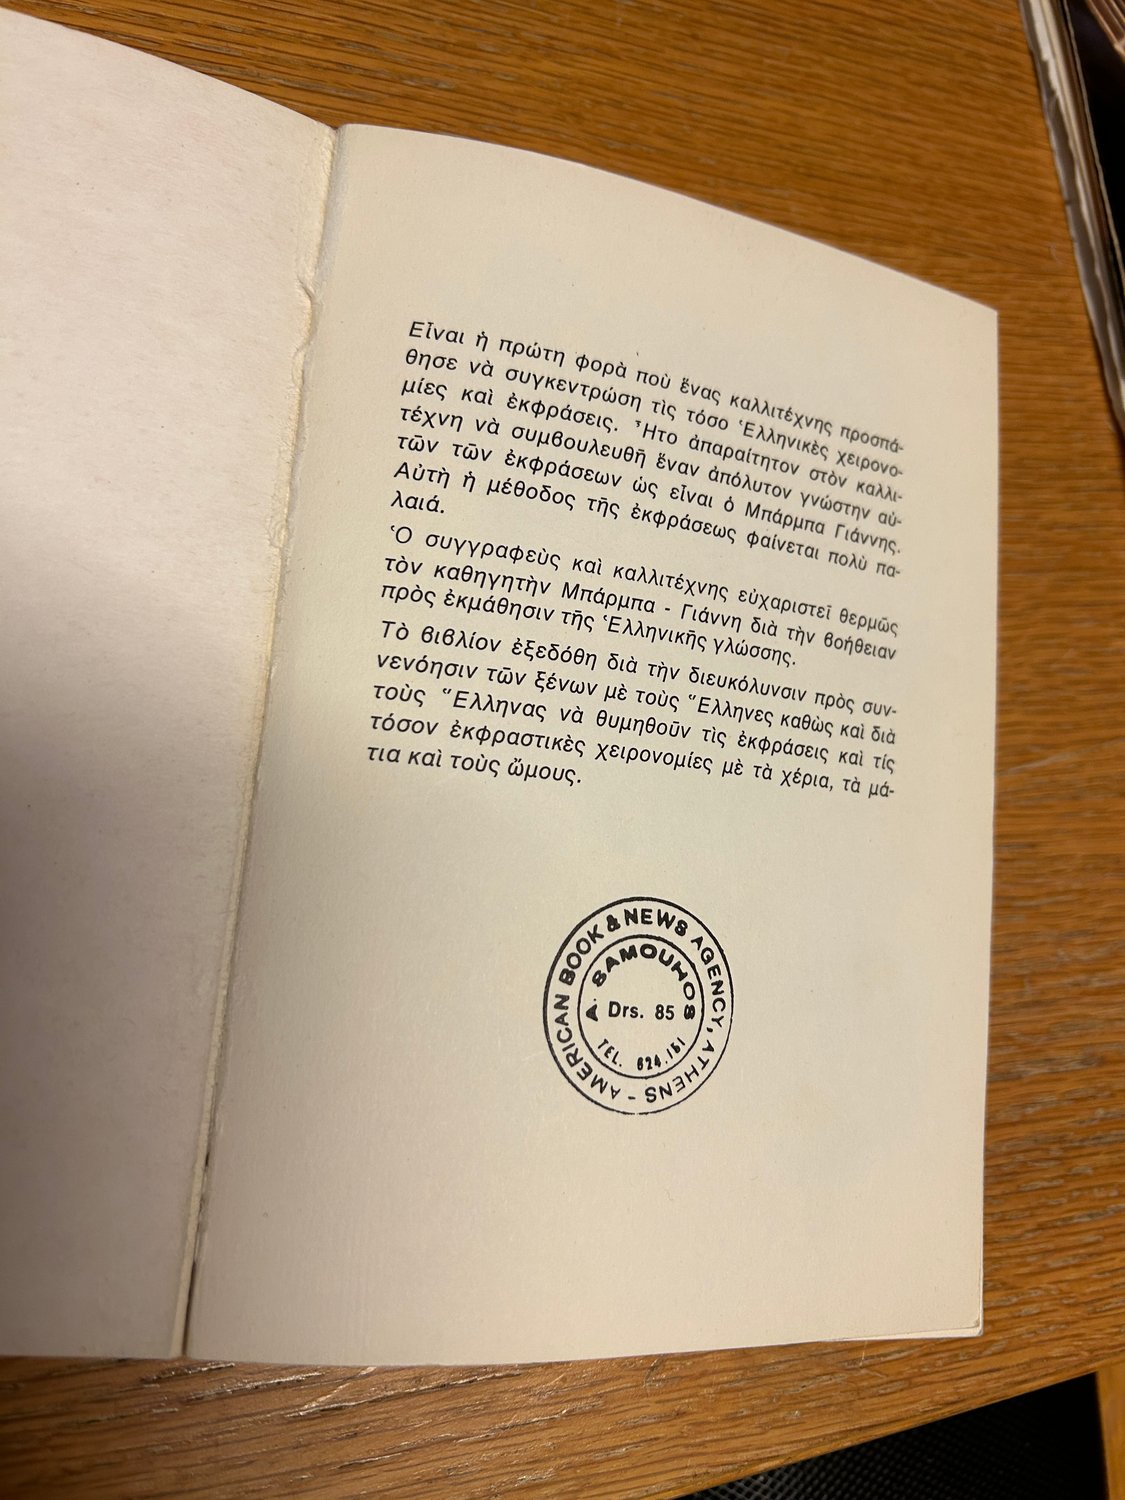 Εἶναι ἡ πρώτη φορὰ ποὺ ἕνας καλλιτέχνης προσπά-
θησε νὰ συγκεντρώση τὶς τόσο Ἑλληνικὲς χειρονο-
μίες καὶ ἐκφράσεις. Ἦτο ἀπαραίτητον στὸν καλλι-
τέχνη νὰ συμβουλευθῆ ἕναν ἀπόλυτον γνώστην αὐ-
τῶν τῶν ἐκφράσεων ὡς εἶναι ὁ Μπάρμπα Γιάννης.
Αὐτὴ ἡ μέθοδος τῆς ἐκφράσεως φαίνεται πολὺ πα-
λαιά.
Ὁ συγγραφεὺς καὶ καλλιτέχνης εὐχαριστεῖ θερμῶς
τὸν καθηγητὴν Μπάρμπα - Γιάννη διὰ τὴν βοήθειαν
πρὸς ἐκμάθησιν τῆς Ἑλληνικῆς γλώσσης.
Τὸ βιβλίον ἐξεδόθη διὰ τὴν διευκόλυνσιν πρὸς συν-
νενόησιν τῶν ξένων μὲ τοὺς Ἕλληνες καθὼς καὶ διὰ
τοὺς Ἕλληνας νὰ θυμηθοῦν τὶς ἐκφράσεις καὶ τίς
τόσον ἐκφραστικὲς χειρονομίες μὲ τὰ χέρια, τὰ μά-
τια καὶ τοὺς ὤμους.
AMERICAN BOOK & NEWS AGENCY, ATHENS -
A. SAMOUHOS
Drs. 85
TEL. 624.151